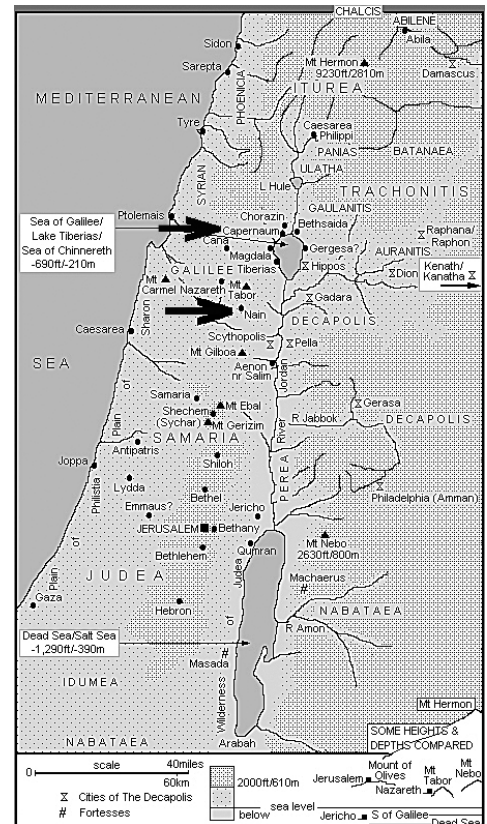 CHALCIS
ABILENE
Abila
Sidon
Mt Hermon
9230ft/2810m
Damascus
Sarepta
ITUREA
MEDITERRANEAN
PHOENICIA
Tyre
Caesarea
Philippi
PANIAS
BATANAEA
ULATHA
SYRIAN
L Hule
TRACHONITIS
GAULANITIS
Ptolemais
Chorazin
Bethsaida
Capernaum
Sea of Galilee/
Lake Tiberias/
Sea of Chinnereth
-690ft/-210m
Raphana/
Raphon
Cana
Magdala
Gergesa?
AURANITIS
GALILEE
Tiberias
Hippos
Dion
Kenath/
Kanatha
Mt
Carmel
Nazareth
Mt
Tabor
Gadara
Nain
DECAPOLIS
Caesarea
Sharon
Scythopolis
Pella
Mt Gilboa
SEA
Aenon
nr Salim
Jordan
of
Samaria
Mt Ebal
Gerasa
Shechem
(Sychar)
Mt Gerizim
R Jabbok
DECAPOLIS
Plain
SAMARIA
River
Antipatris
Joppa
Shiloh
PEREA
Philistia
Lydda
Bethel
Philadelphia (Amman)
Emmaus?
Jericho
JERUSALEM
Bethany
Mt Nebo
2630ft/800m
of
Bethlehem
Qumran
Plain
JUDEA
Judea
Machaerus
#
Gaza
Hebron
NABATAEA
of
R Arnon
Dead Sea/Salt Sea
-1,290ft/-390m
#
Masada
IDUMEA
Wilderness
Mt Hermon
NABATAEA
Arabah
SOME HEIGHTS &
DEPTHS COMPARED
scale
0
40miles
60km
2000ft/610m
sea level
below
Cities of The Decapolis
# Fortesses
Jerusalem
Mount of
Olives
Mt
Tabor
Mt
Nebo
Nazareth
Jericho
S of Galilee
Dead Sea